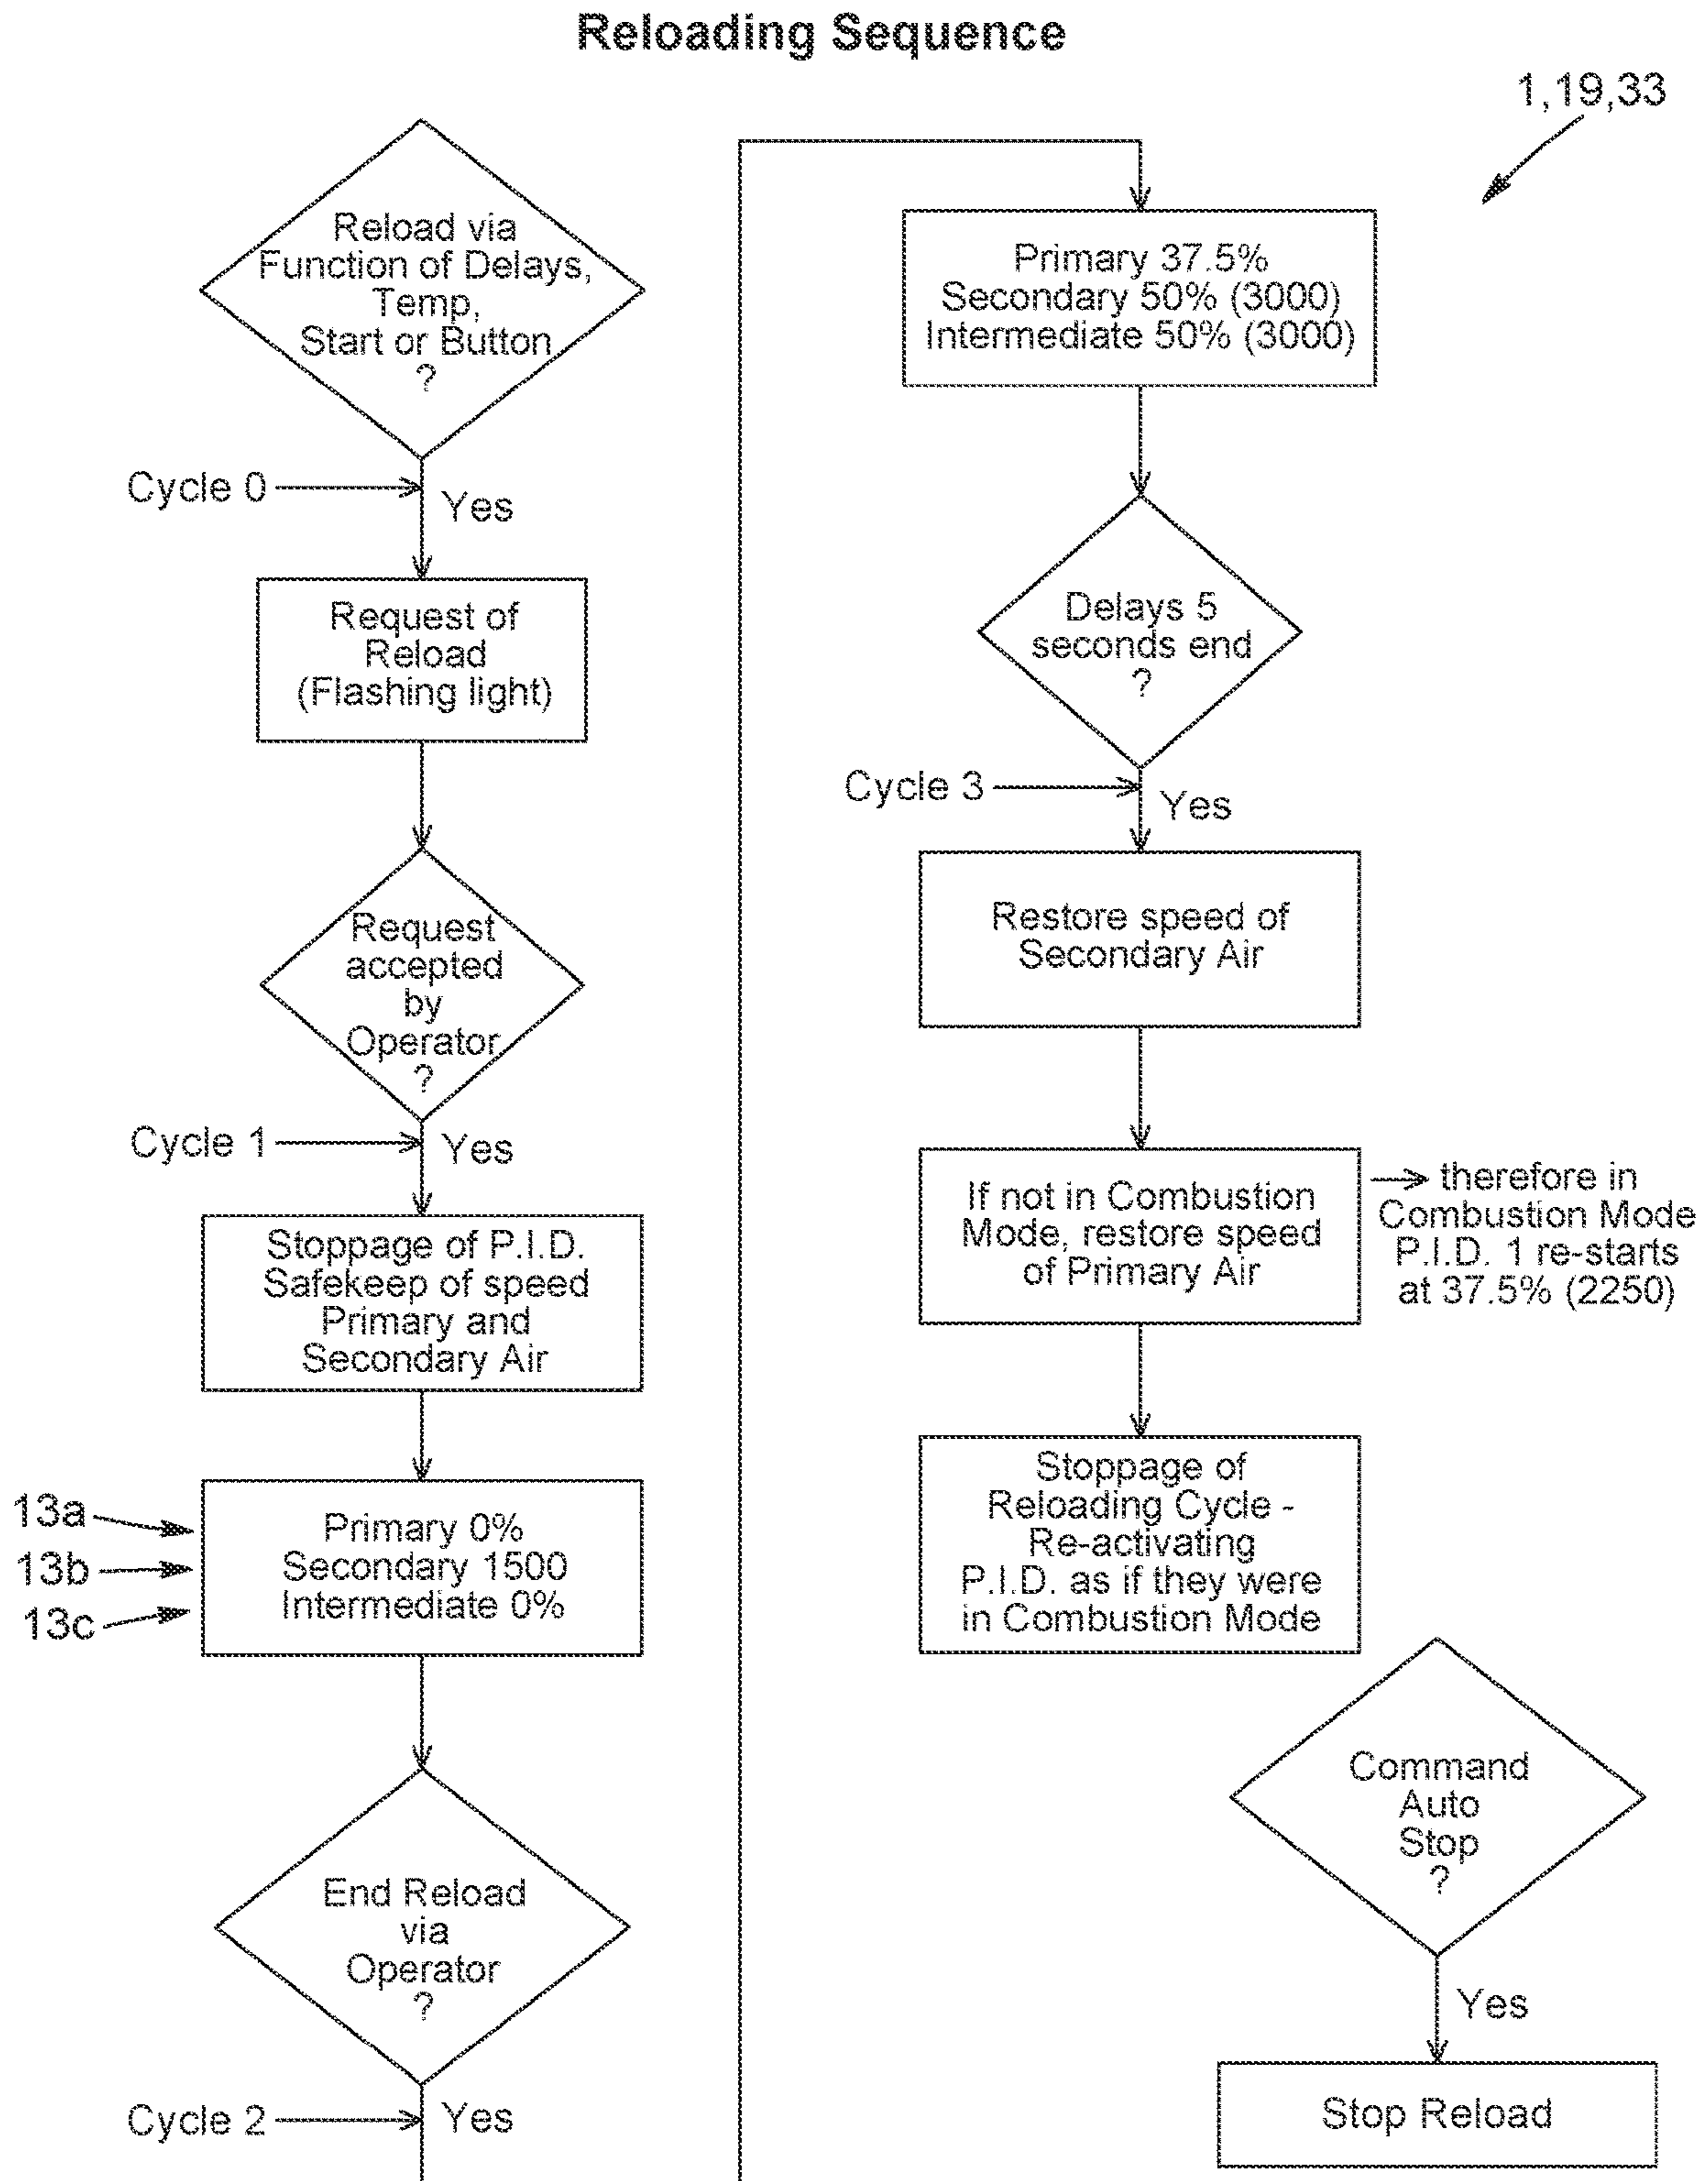 Reloading Sequence
1,19,33
Reload via
Function of Delays,
Temp,
Start or Button
?
Cycle 0
Yes
Request of
Reload
(Flashing light)
Request
accepted
by
Operator
?
Cycle 1
Yes
Stoppage of P.I.D.
Safekeep of speed
Primary and
Secondary Air
13a
13b
13c
Primary 0%
Secondary 1500
Intermediate 0%
End Reload
via
Operator
?
Cycle 2
Yes
Primary 37.5%
Secondary 50% (3000)
Intermediate 50% (3000)
Delays 5
seconds end
?
Cycle 3
Yes
Restore speed of
Secondary Air
If not in Combustion
Mode, restore speed
of Primary Air
therefore in
Combustion Mode
P.I.D. 1 re-starts
at 37.5% (2250)
Stoppage of
Reloading Cycle -
Re-activating
P.I.D. as if they were
in Combustion Mode
Command
Auto
Stop
?
Yes
Stop Reload